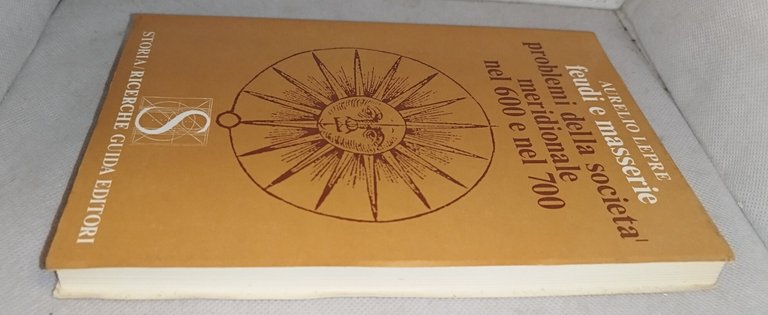 AURELIO LEPRE
feudi e masserie
problemi della societa'
meridionale
nel 600 e nel 700
S
STORIA/RICERCHE GUIDA EDITORI